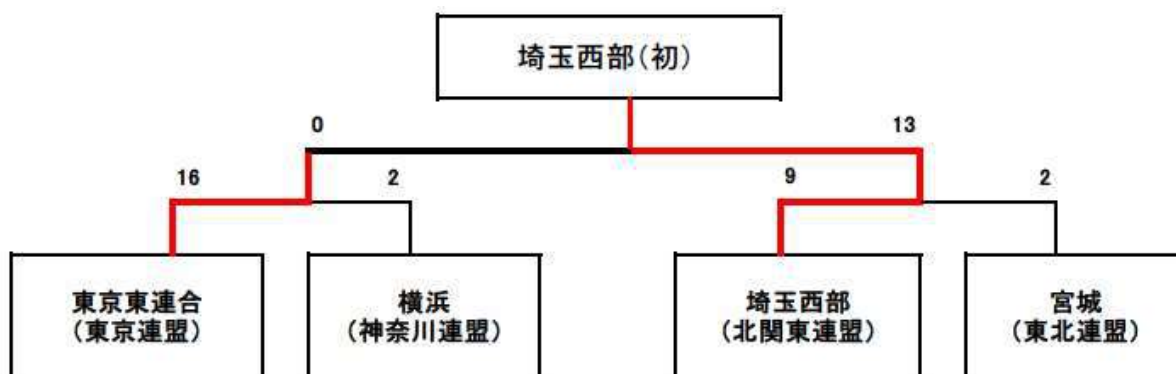 埼玉西部(初)
0
13
16
2
9
2
東京東連合
(東京連盟)
横浜
(神奈川連盟)
埼玉西部
(北関東連盟)
宮城
(東北連盟)